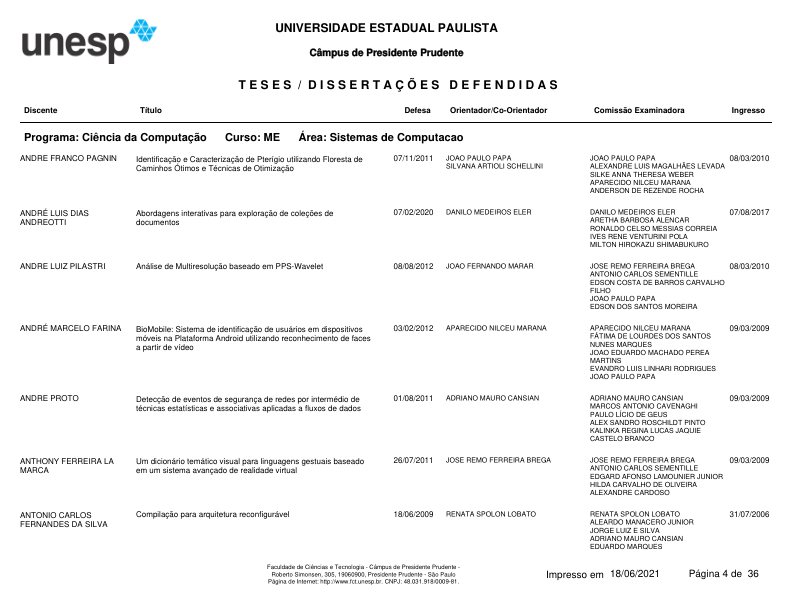 unesp
UNIVERSIDADE ESTADUAL PAULISTA
Câmpus de Presidente Prudente
TESES / DISSERTAÇÕES DEFENDIDAS
Discente Título Defesa Orientador/Co-Orientador Comissão Examinadora Ingresso
Programa: Ciência da Computação Curso: ME Área: Sistemas de Computacao
ANDRE FRANCO PAGNIN Identificação e Caracterização de Pterígio utilizando Floresta de 07/11/2011 JOAO PAULO PAPA JOAO PAULO PAPA 08/03/2010
Caminhos Ótimos e Técnicas de Otimização SILVANA ARTIOLI SCHELLINI ALEXANDRE LUIS MAGALHÃES LEVADA
SILKE ANNA THERESA WEBER
APARECIDO NILCEU MARANA
ANDERSON DE REZENDE ROCHA
ANDRÉ LUIS DIAS Abordagens interativas para exploração de coleções de 07/02/2020 DANILO MEDEIROS ELER DANILO MEDEIROS ELER 07/08/2017
ANDREOTTI documentos ARETHA BARBOSA ALENCAR
RONALDO CELSO MESSIAS CORREIA
IVES RENE VENTURINI POLA
MILTON HIROKAZU SHIMABUKURO
ANDRE LUIZ PILASTRI Análise de Multiresolução baseado em PPS-Wavelet 08/08/2012 JOAO FERNANDO MARAR JOSE REMO FERREIRA BREGA 08/03/2010
ANTONIO CARLOS SEMENTILLE
EDSON COSTA DE BARROS CARVALHO
FILHO
JOAO PAULO PAPA
EDSON DOS SANTOS MOREIRA
ANDRÉ MARCELO FARINA BioMobile: Sistema de identificação de usuários em dispositivos 03/02/2012 APARECIDO NILCEU MARANA APARECIDO NILCEU MARANA 09/03/2009
móveis na Plataforma Android utilizando reconhecimento de faces FÁTIMA DE LOURDES DOS SANTOS
a partir de vídeo NUNES MARQUES
JOAO EDUARDO MACHADO PEREA
MARTINS
EVANDRO LUIS LINHARI RODRIGUES
JOAO PAULO PAPA
ANDRE PROTO Detecção de eventos de segurança de redes por intermédio de 01/08/2011 ADRIANO MAURO CANSIAN ADRIANO MAURO CANSIAN 09/03/2009
técnicas estatísticas e associativas aplicadas a fluxos de dados MARCOS ANTONIO CAVENAGHI
PAULO LÍCIO DE GEUS
ALEX SANDRO ROSCHILDT PINTO
KALINKA REGINA LUCAS JAQUIE
CASTELO BRANCO
ANTHONY FERREIRA LA Um dicionário temático visual para linguagens gestuais baseado 26/07/2011 JOSE REMO FERREIRA BREGA JOSE REMO FERREIRA BREGA 09/03/2009
MARCA em um sistema avançado de realidade virtual ANTONIO CARLOS SEMENTILLE
EDGARD AFONSO LAMOUNIER JUNIOR
HILDA CARVALHO DE OLIVEIRA
ALEXANDRE CARDOSO
ANTONIO CARLOS Compilação para arquitetura reconfigurável 18/06/2009 RENATA SPOLON LOBATO RENATA SPOLON LOBATO 31/07/2006
FERNANDES DA SILVA ALEARDO MANACERO JUNIOR
JORGE LUIZ E SILVA
ADRIANO MAURO CANSIAN
EDUARDO MARQUES
Faculdade de Ciências e Tecnologia - Câmpus de Presidente Prudente -
Roberto Simonsen, 305, 19060900, Presidente Prudente - São Paulo
Página de Internet: http://www.fct.unesp.br. CNPJ: 48.031.918/0009-81.
Impresso em 18/06/2021 Página 4 de 36